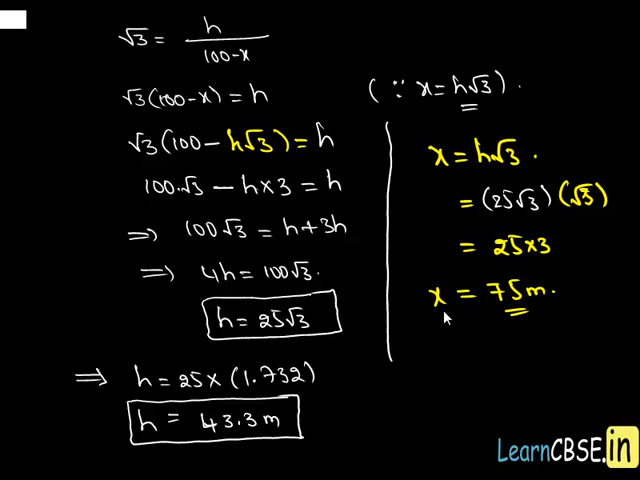 √3 = h / 100-x
√3(100-x) = h
(∵ x = h√3).
√3(100 - h√3) = h
100.√3 - h×3 = h
⇒ 100√3 = h+3h
⇒ 4h = 100√3.
h = 25√3
⇒ h = 25×(1.732)
h = 43.3 m
x = h√3.
= (25√3)(√3)
= 25×3
x = 75m.
LearnCBSE.in